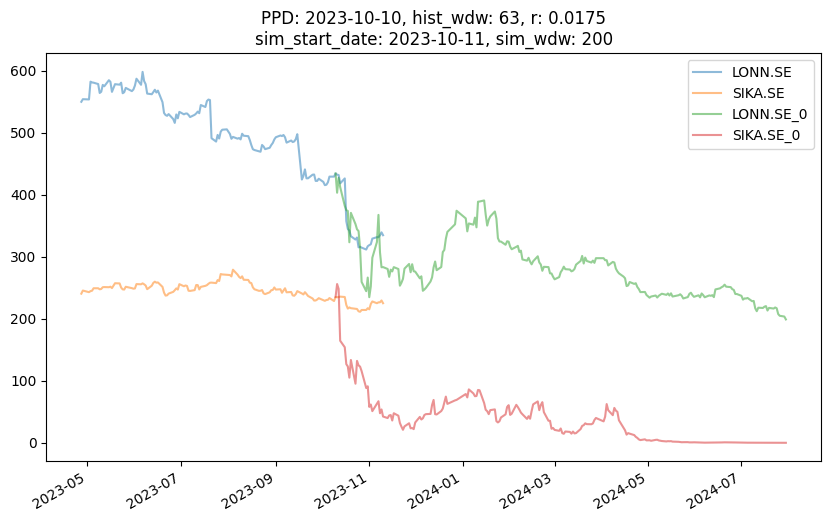 PPD: 2023-10-10, hist_wdw: 63, r: 0.0175
sim_start_date: 2023-10-11, sim_wdw: 200
LONN.SE
SIKA.SE
LONN.SE_0
SIKA.SE_0
600
500
400
300
200
100
0
2023-05
2023-07
2023-09
2023-11
2024-01
2024-03
2024-05
2024-07